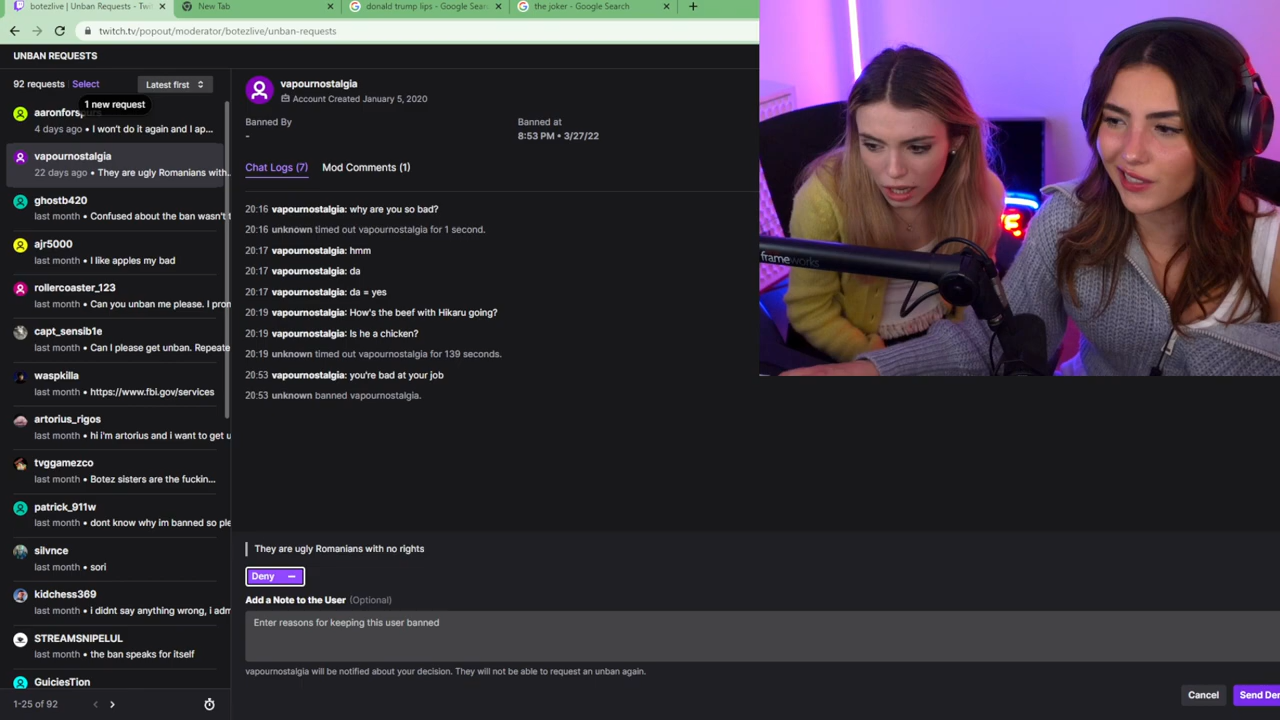 botezlive | Unban Requests - Twi
New Tab
donald trump lips - Google Sear
the joker - Google Search
twitch.tv/popout/moderator/botezlive/unban-requests
UNBAN REQUESTS
92 requests Select
Latest first
1 new request
4 days ago • I won't do it again and I ap...
vapournostalgia
22 days ago • They are ugly Romanians with
ghostb420
last month • Confused about the ban wasn't
ajr5000
last month • I like apples my bad
rollercoaster_123
last month • Can you unban me please. I
capt_sensib1e
last month • Can I please get unban. Repeate
waspkilla
last month • https://www.fbi.gov/services
artorius_rigos
last month • hi i'm artorius and i want to get
tvggamezco
last month • Botez sisters are the fuckin...
patrick_911w
last month • dont know why im banned so
silvnce
last month • sori
kidchess369
last month • i didnt say anything wrong, i
STREAMSNIPELUL
last month • the ban speaks for itself
GuiciesTion
1-25 of 92
vapournostalgia
Account Created January 5, 2020
Banned By
-
Banned at
8:53 PM • 3/27/22
Chat Logs (7)
Mod Comments (1)
20:16 vapournostalgia: why are you so bad?
20:16 unknown timed out vapournostalgia for 1 second.
20:17 vapournostalgia: hmm
20:17 vapournostalgia: da
20:17 vapournostalgia: da = yes
20:19 vapournostalgia: How's the beef with Hikaru going?
20:19 vapournostalgia: Is he a chicken?
20:19 unknown timed out vapournostalgia for 139 seconds.
20:53 vapournostalgia: you're bad at your job
20:53 unknown banned vapournostalgia.
They are ugly Romanians with no rights
Deny
Add a Note to the User (Optional)
Enter reasons for keeping this user banned
vapournostalgia will be notified about your decision. They will not be able to request an unban again.
Cancel
Send Den
frameworks